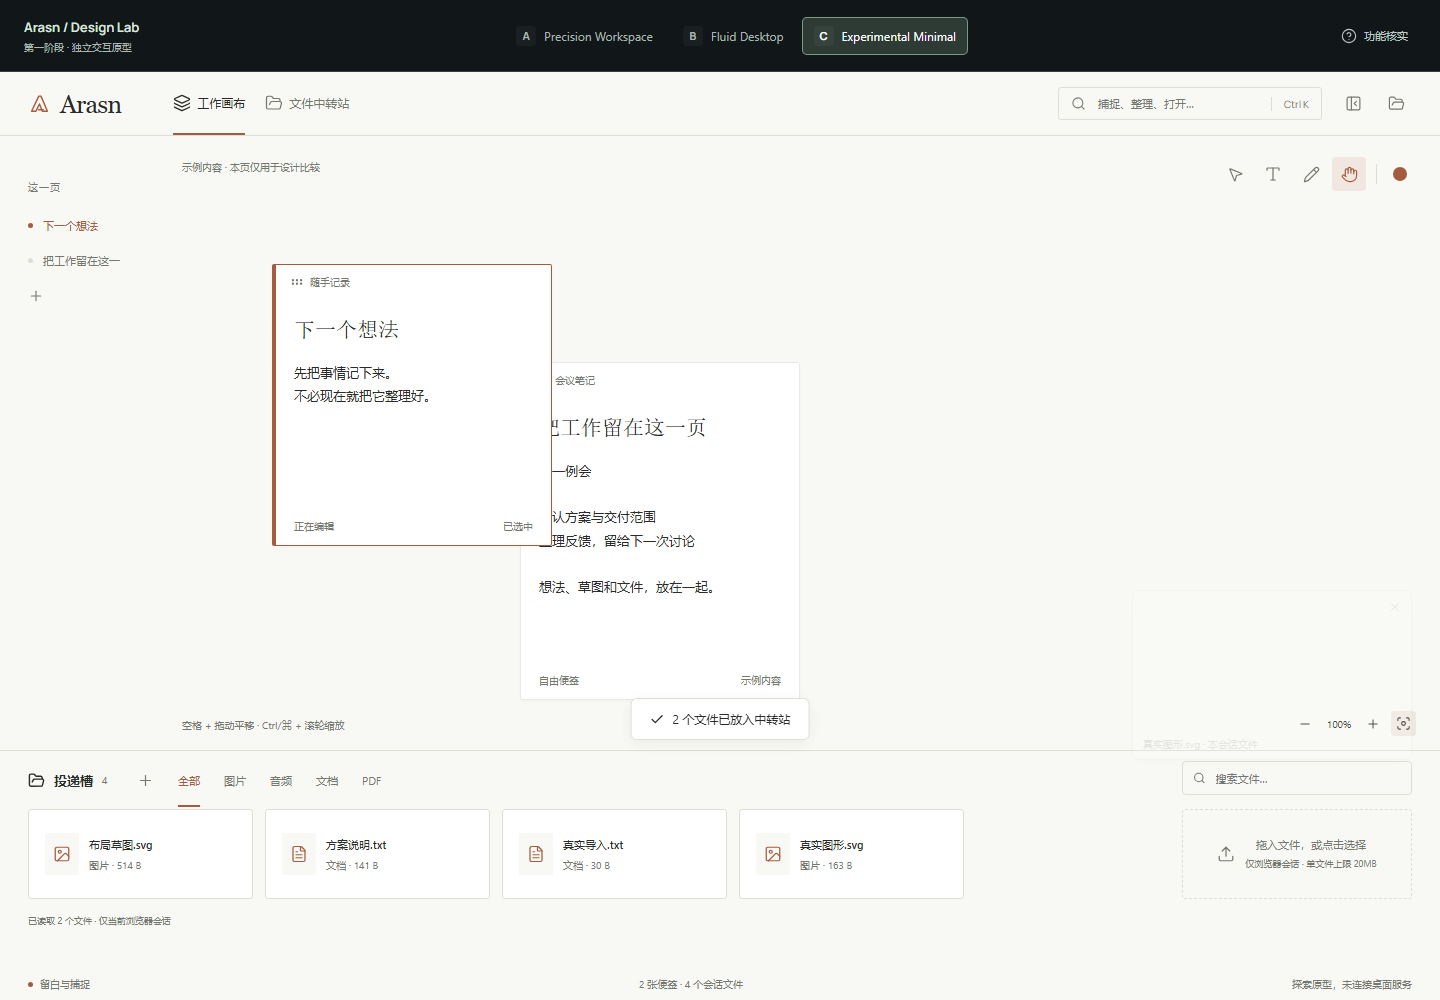 Arasn / Design Lab
第一阶段 · 独立交互原型
A Precision Workspace
B Fluid Desktop
C Experimental Minimal
功能核实
Arasn
工作画布
文件中转站
捕捉、整理、打开...
Ctrl K
示例内容 · 本页仅用于设计比较
这一页
下一个想法
把工作留在这一
随手记录
下一个想法
先把事情记下来。
不必现在就把它整理好。
正在编辑
已选中
会议笔记
把工作留在这一页
一例会
认方案与交付范围
理反馈，留给下一次讨论
想法、草图和文件，放在一起。
自由便签
示例内容
空格 + 拖动平移 · Ctrl/⌘ + 滚轮缩放
2 个文件已放入中转站
100%
真实图形.svg · 本会话文件
投递槽 4
全部
图片
音频
文档
PDF
搜索文件...
布局草图.svg
图片 · 514 B
方案说明.txt
文档 · 141 B
真实导入.txt
文档 · 30 B
真实图形.svg
图片 · 163 B
拖入文件，或点击选择
仅浏览器会话 · 单文件上限 20MB
已读取 2 个文件 · 仅当前浏览器会话
留白与捕捉
2 张便签 · 4 个会话文件
探索原型，未连接桌面服务